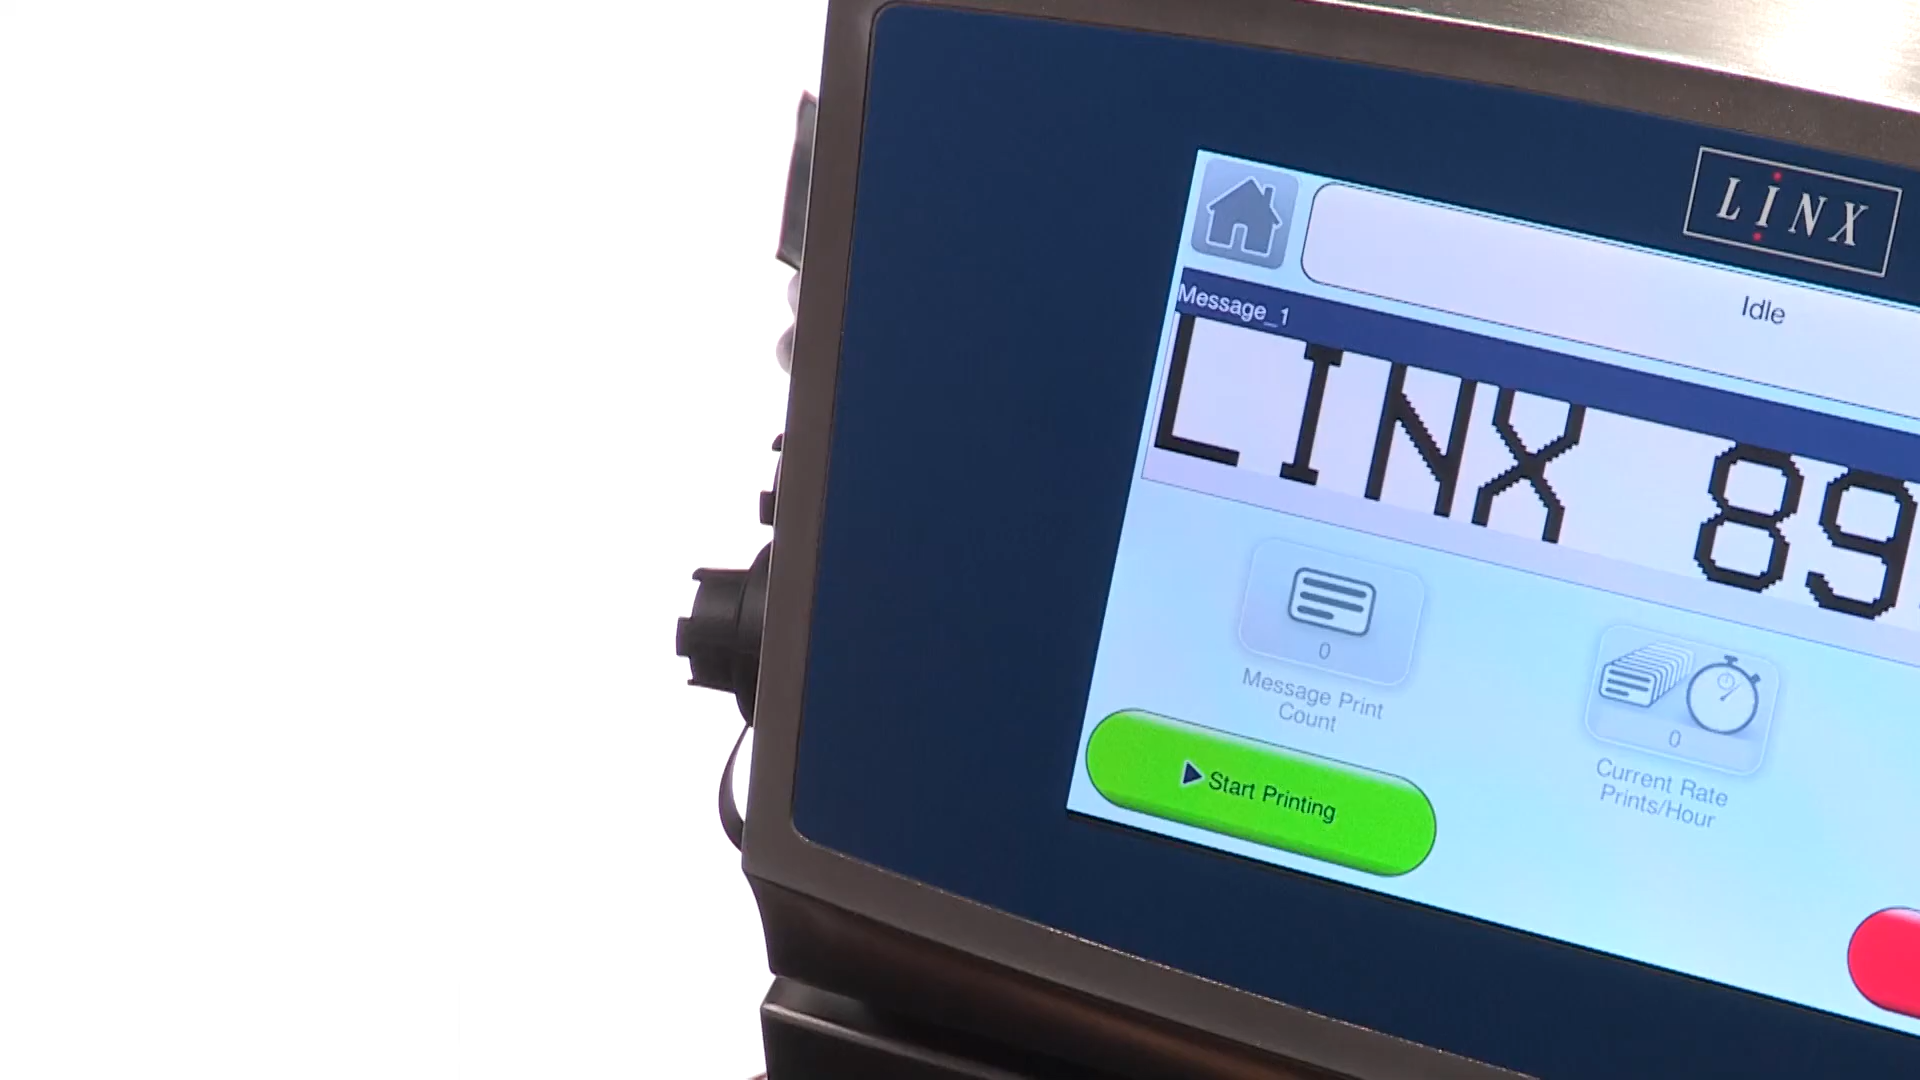 LINX
Idle
Message_1
LINX 89
0
Message Print
Count
0
Current Rate
Prints/Hour
Start Printing